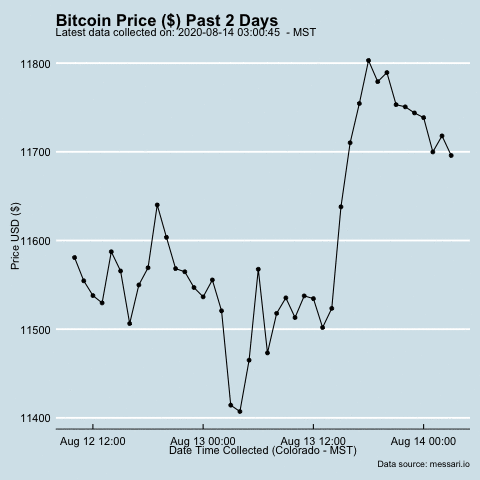 Bitcoin Price ($) Past 2 Days
Latest data collected on: 2020-08-14 03:00:45  - MST
Price USD ($)
11800
11700
11600
11500
11400
Aug 12 12:00 Aug 13 00:00 Aug 13 12:00 Aug 14 00:00
Date Time Collected (Colorado - MST)
Data source: messari.io